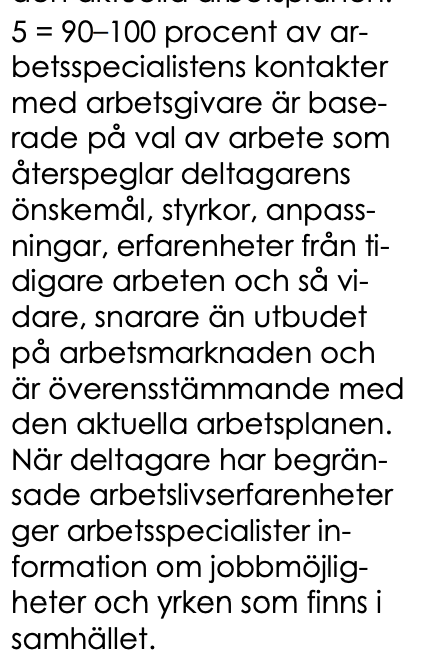 5 = 90–100 procent av ar-
betsspecialistens kontakter
med arbetsgivare är base-
rade på val av arbete som
återspeglar deltagarens
önskemål, styrkor, anpass-
ningar, erfarenheter från ti-
digare arbeten och så vi-
dare, snarare än utbudet
på arbetsmarknaden och
är överensstämmande med
den aktuella arbetsplanen.
När deltagare har begrän-
sade arbetslivserfarenheter
ger arbetsspecialister in-
formation om jobbmöjlig-
heter och yrken som finns i
samhället.